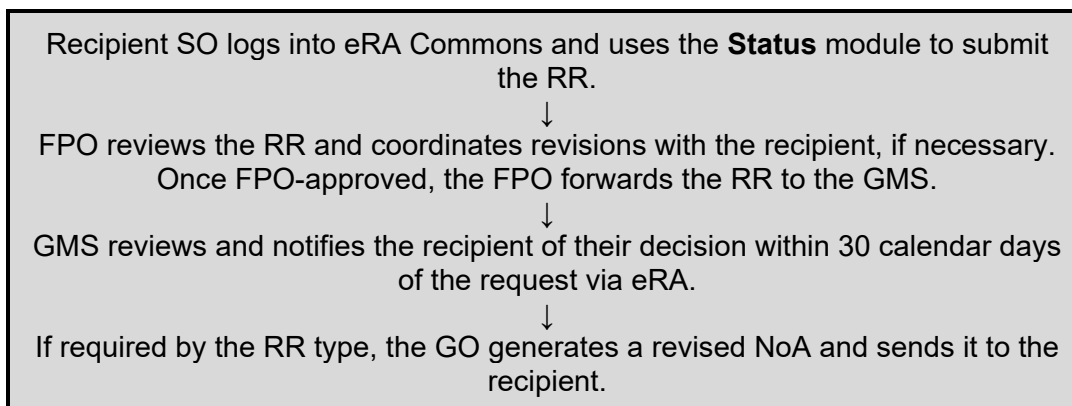 Recipient SO logs into eRA Commons and uses the Status module to submit
the RR.
↓
FPO reviews the RR and coordinates revisions with the recipient, if necessary.
Once FPO-approved, the FPO forwards the RR to the GMS.
↓
GMS reviews and notifies the recipient of their decision within 30 calendar days
of the request via eRA.
↓
If required by the RR type, the GO generates a revised NoA and sends it to the
recipient.